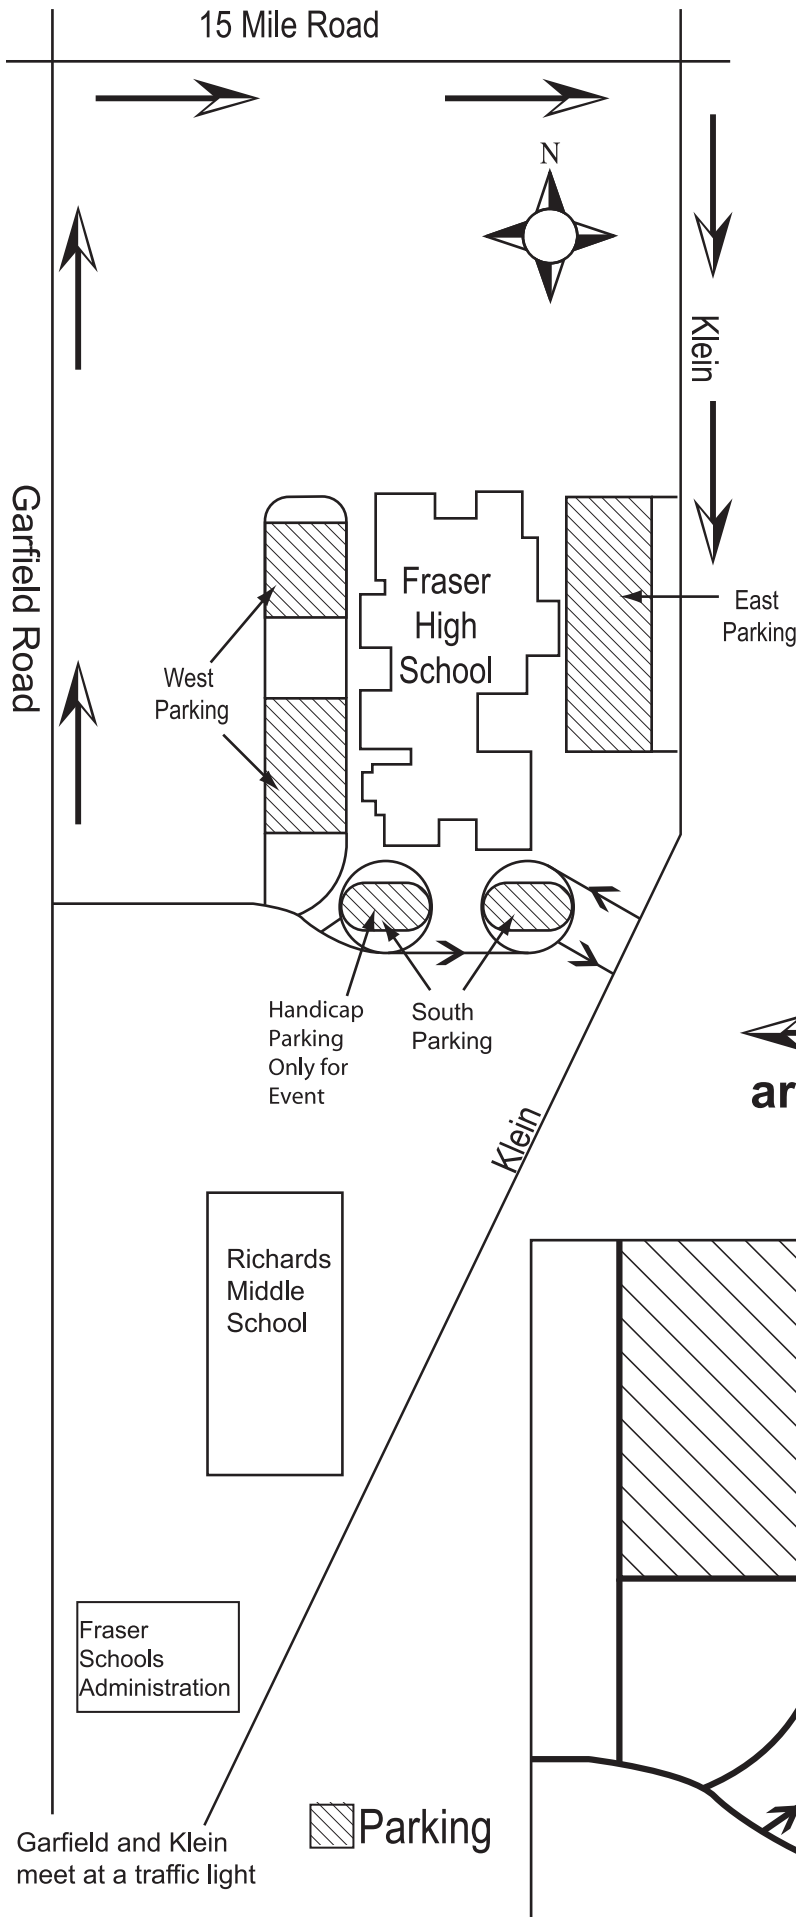 15 Mile Road
N
Klein
Garfield Road
Fraser
High
School
East
Parking
West
Parking
Handicap
Parking
Only for
Event
South
Parking
ar
Klein
Richards
Middle
School
Fraser
Schools
Administration
Parking
Garfield and Klein
meet at a traffic light